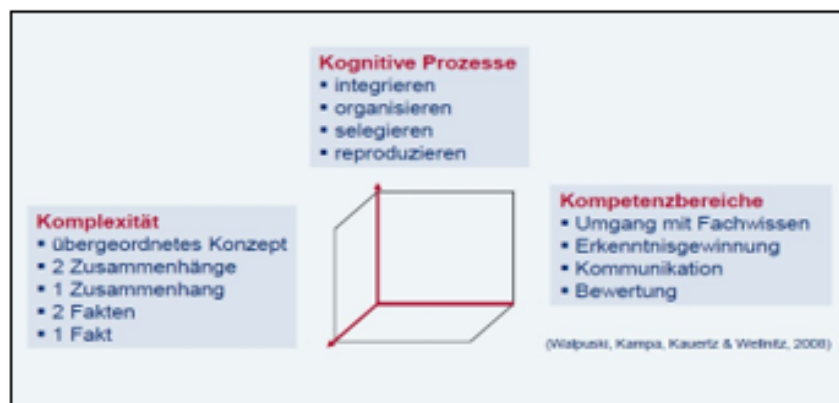 Kognitive Prozesse
▪ integrieren
▪ organisieren
▪ selegieren
▪ reproduzieren
Komplexität
▪ übergeordnetes Konzept
▪ 2 Zusammenhänge
▪ 1 Zusammenhang
▪ 2 Fakten
▪ 1 Fakt
Kompetenzbereiche
▪ Umgang mit Fachwissen
▪ Erkenntnisgewinnung
▪ Kommunikation
▪ Bewertung
(Walpuski, Kampa, Kauertz & Wellnitz, 2008)